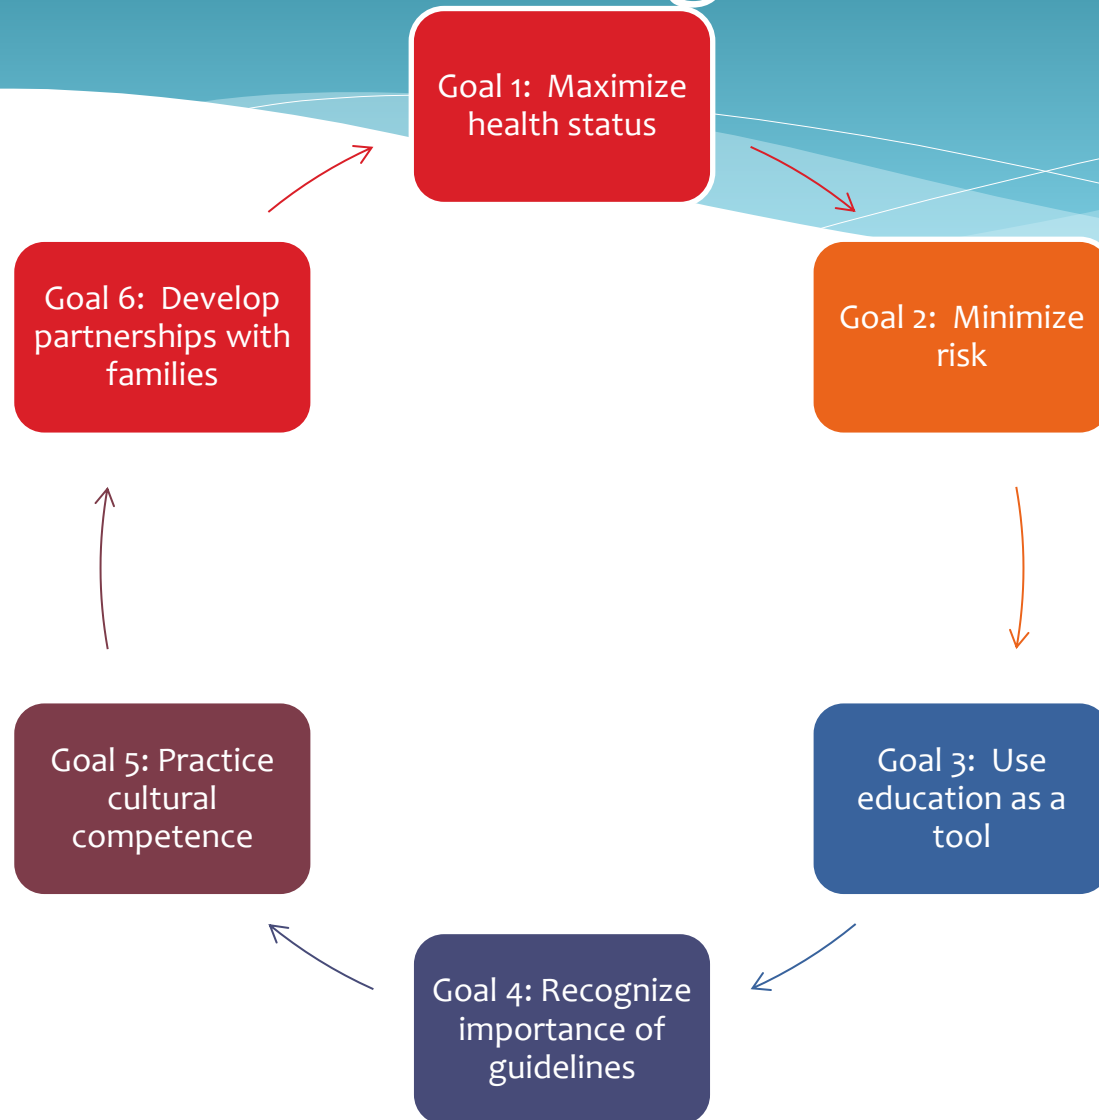 Goal 1:  Maximize
health status
Goal 2:  Minimize
risk
Goal 3:  Use
education as a
tool
Goal 4: Recognize
importance of
guidelines
Goal 5: Practice
cultural
competence
Goal 6:  Develop
partnerships with
families